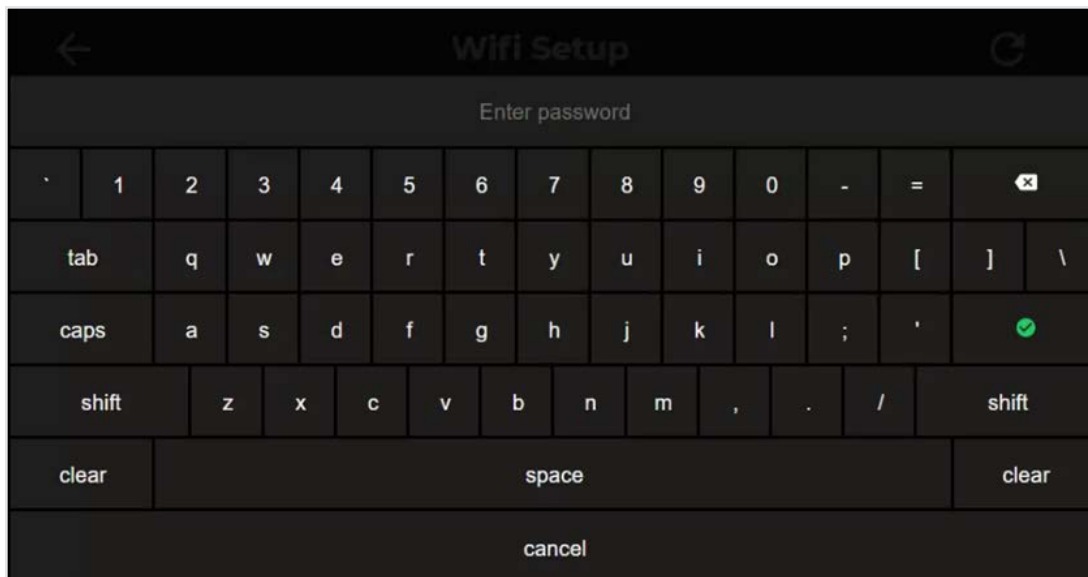 Wifi Setup
Enter password
` 1 2 3 4 5 6 7 8 9 0 - =
tab q w e r t y u i o p [ ] \
caps a s d f g h j k l ; '
shift z x c v b n m , . / shift
clear space clear
cancel